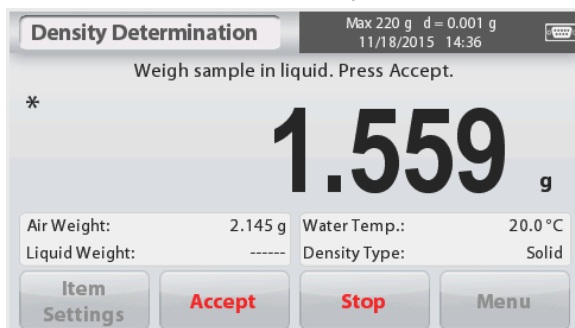 Density Determination
Max 220 g d = 0.001 g
11/18/2015 14:36
Weigh sample in liquid. Press Accept.
*
1.559 g
Air Weight: 2.145 g Water Temp.: 20.0°C
Liquid Weight: ------ Density Type: Solid
Item Settings Accept Stop Menu